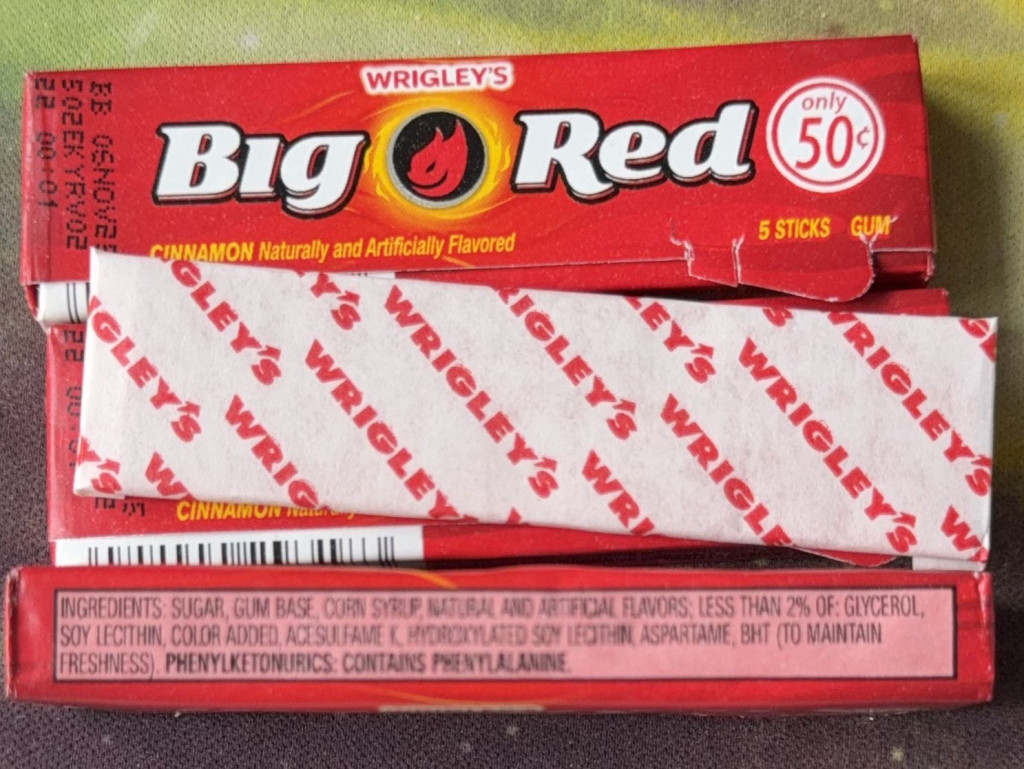 WRIGLEY'S
Big Red
only
50¢
5 STICKS GUM
CINNAMON Naturally and Artificially Flavored
WRIGLEY'S
WRIGLEY'S
WRIGLEY'S
WRIGLEY'S
WRIGLEY'S
CINNAMON
INGREDIENTS: SUGAR, GUM BASE, CORN SYRUP, NATURAL AND ARTIFICIAL FLAVORS; LESS THAN 2% OF: GLYCEROL,
SOY LECITHIN, COLOR ADDED, ACESULFAME K, HYDROXYLATED SOY LECITHIN, ASPARTAME, BHT (TO MAINTAIN
FRESHNESS). PHENYLKETONURICS: CONTAINS PHENYLALANINE.